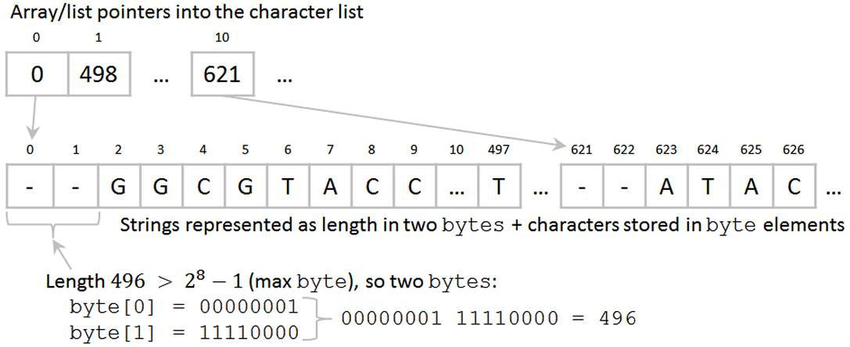 Array/list pointers into the character list
0 1 10
0 498 ... 621 ...
0 1 2 3 4 5 6 7 8 9 10 497 621 622 623 624 625 626
- - G G C G T A C C ... T ... - - A T A C ...
Strings represented as length in two bytes + characters stored in byte elements
Length 496 > 2⁸ − 1 (max byte), so two bytes:
byte[0] = 00000001
00000001 11110000 = 496
byte[1] = 11110000